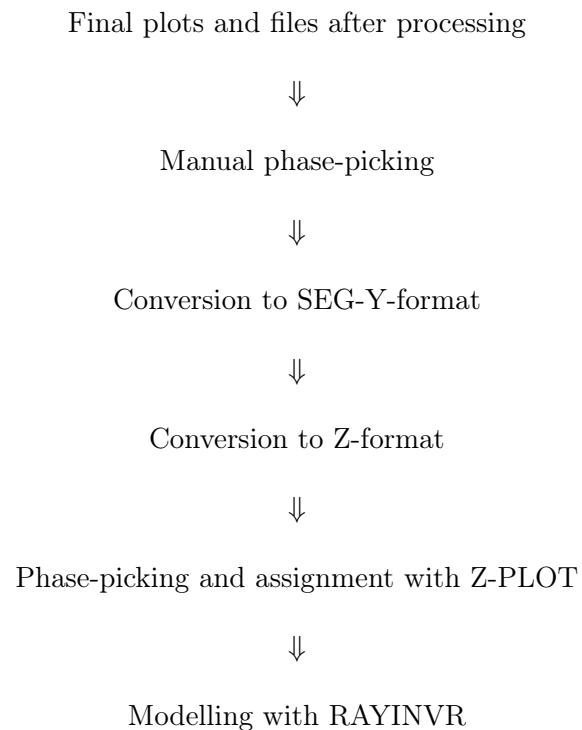 Final plots and files after processing
⇓
Manual phase-picking
⇓
Conversion to SEG-Y-format
⇓
Conversion to Z-format
⇓
Phase-picking and assignment with Z-PLOT
⇓
Modelling with RAYINVR